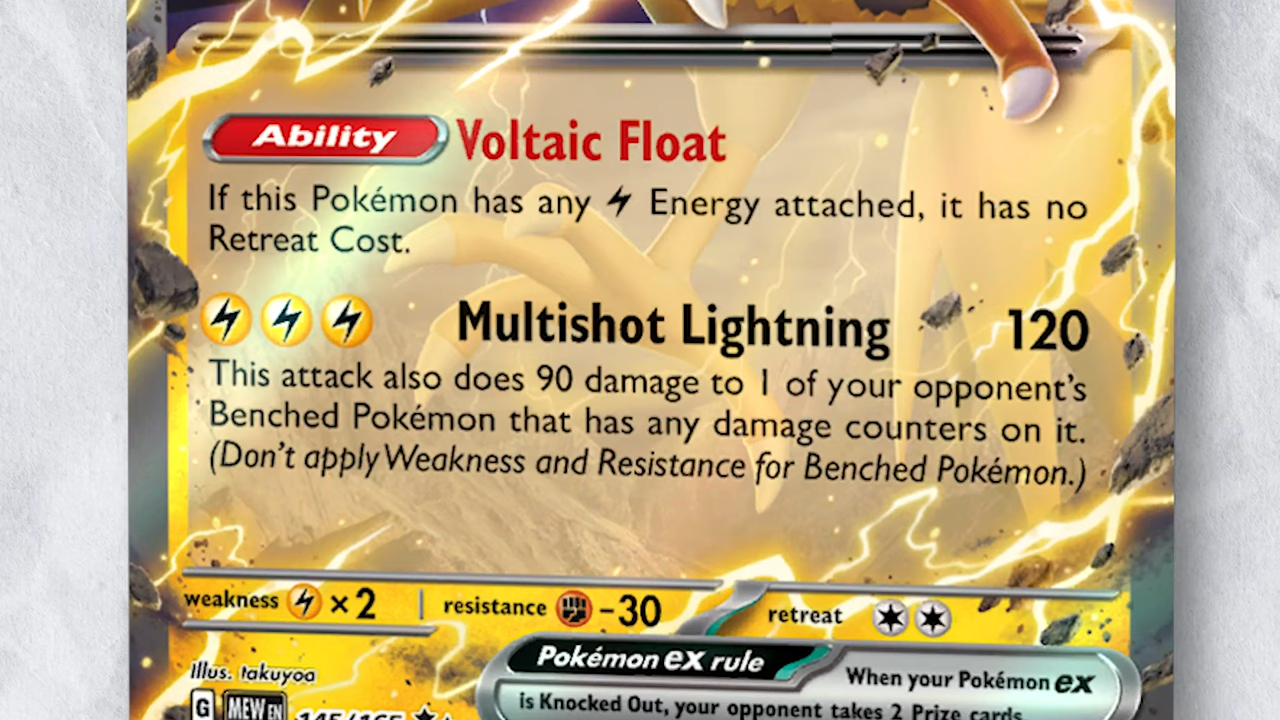 Ability Voltaic Float
If this Pokémon has any Energy attached, it has no
Retreat Cost.
Multishot Lightning 120
This attack also does 90 damage to 1 of your opponent's
Benched Pokémon that has any damage counters on it.
(Don't apply Weakness and Resistance for Benched Pokémon.)
weakness ×2 resistance -30 retreat
Illus. takuyoa
Pokémon ex rule
When your Pokémon ex
is Knocked Out, your opponent takes 2 Prize cards.
G MEW EN 145/165